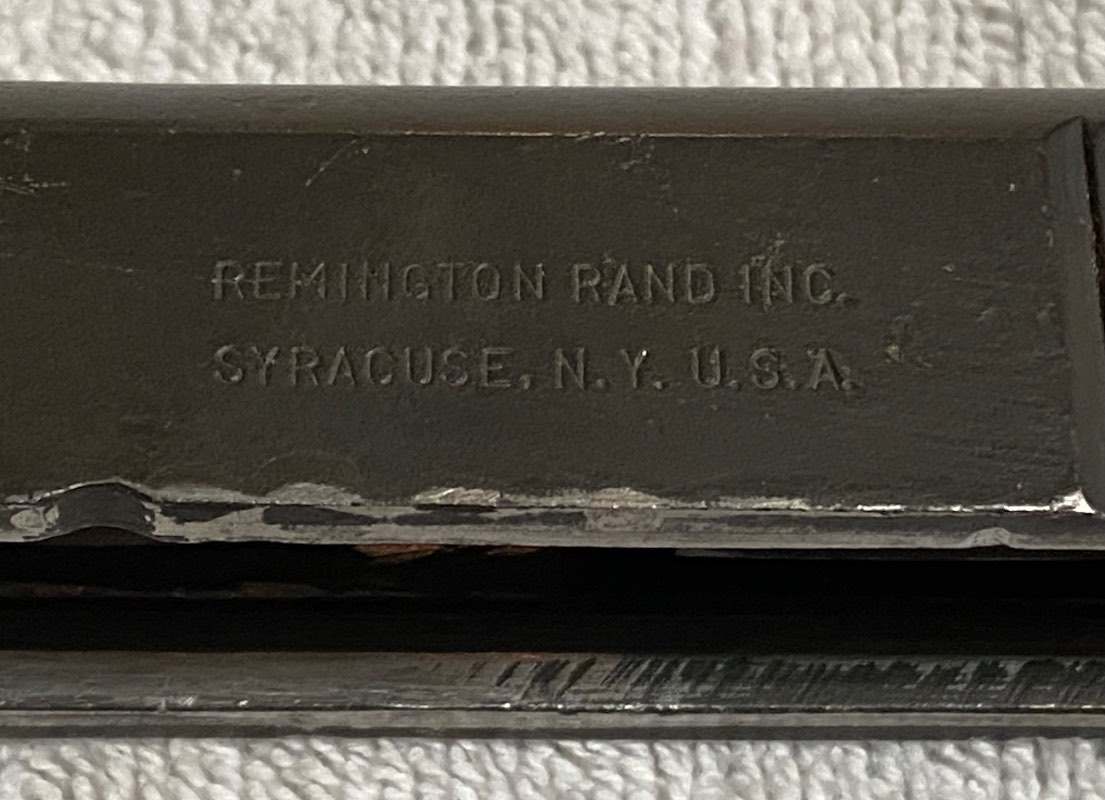 REMINGTON RAND INC.
SYRACUSE, N.Y. U.S.A.